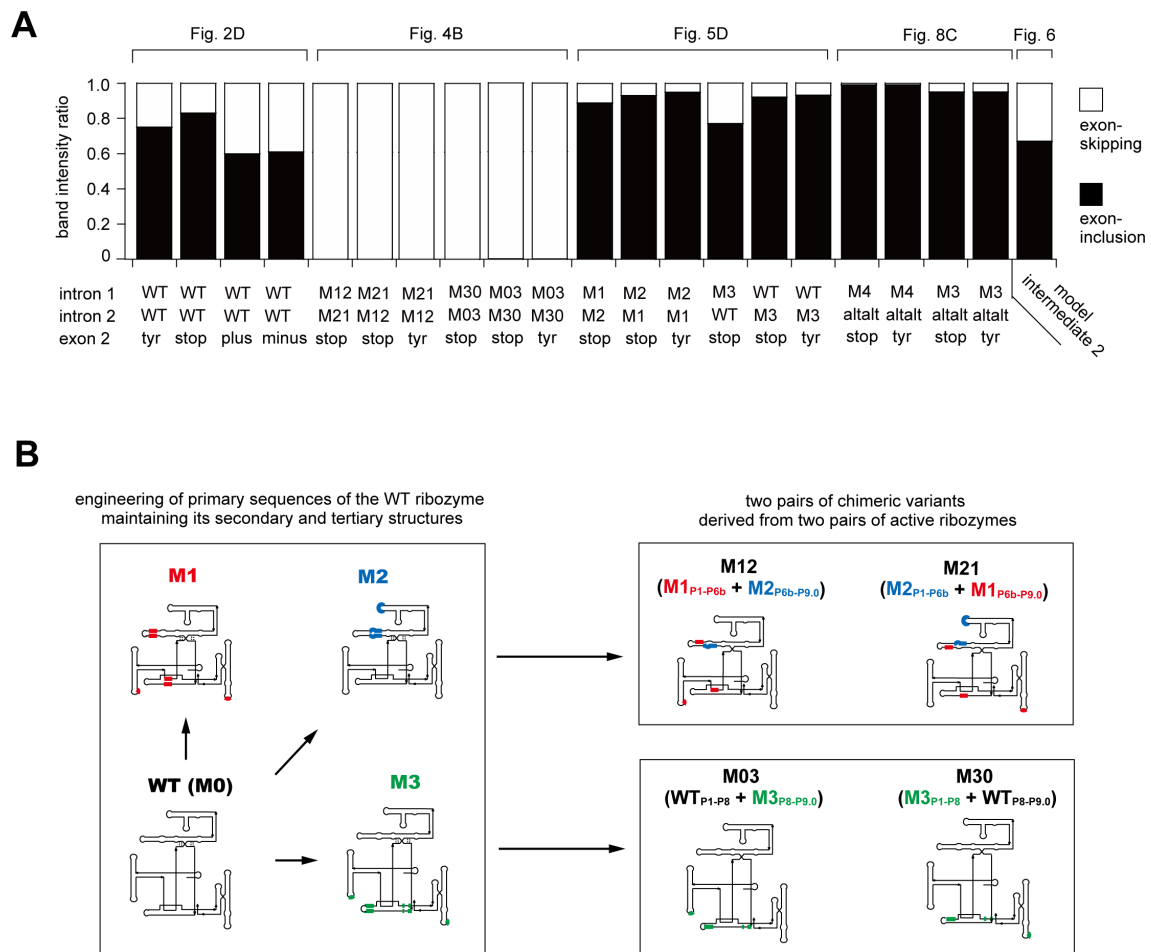 A
Fig. 2D Fig. 4B Fig. 5D Fig. 8C Fig. 6
band intensity ratio
1.0
0.8
0.6
0.4
0.2
0
exon-
skipping
exon-
inclusion
intron 1 WT WT WT WT M12 M21 M21 M30 M03 M03 M1 M2 M2 M3 WT WT M4 M4 M3 M3
intron 2 WT WT WT WT M21 M12 M12 M03 M30 M30 M2 M1 M1 WT M3 M3 altalt altalt altalt altalt
exon 2 tyr stop plus minus stop stop tyr stop stop tyr stop stop tyr stop stop tyr stop tyr stop tyr
model
intermediate 2
B
engineering of primary sequences of the WT ribozyme
maintaining its secondary and tertiary structures
two pairs of chimeric variants
derived from two pairs of active ribozymes
M1
M2
WT (M0)
M3
M12
(M1P1-P6b + M2P6b-P9.0)
M21
(M2P1-P6b + M1P6b-P9.0)
M03
(WTP1-P8 + M3P8-P9.0)
M30
(M3P1-P8 + WTP8-P9.0)